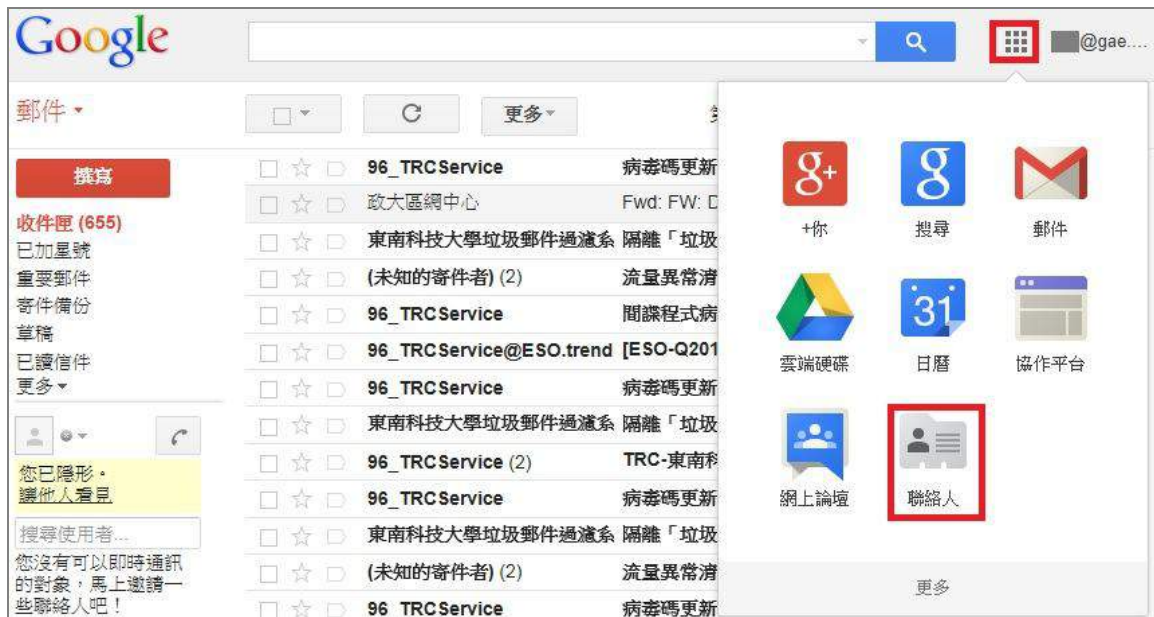 Google
@gae....
郵件
更多
撰寫
收件匣 (655)
已加星號
重要郵件
寄件備份
草稿
已讀信件
更多
您已隱形。
讓他人看見
搜尋使用者...
您沒有可以即時通訊
的對象，馬上邀請一
些聯絡人吧！
96_TRCService 病毒碼更新
政大區網中心 Fwd: FW: D
東南科技大學垃圾郵件過濾系 隔離「垃圾
(未知的寄件者) (2) 流量異常清
96_TRCService 間諜程式病
96_TRCService@ESO.trend [ESO-Q201
96_TRCService 病毒碼更新
東南科技大學垃圾郵件過濾系 隔離「垃圾
96_TRCService (2) TRC-東南科
96_TRCService 病毒碼更新
東南科技大學垃圾郵件過濾系 隔離「垃圾
(未知的寄件者) (2) 流量異常清
96_TRCService 病毒碼更新
+你 搜尋 郵件
31
雲端硬碟 日曆 協作平台
網上論壇 聯絡人
更多